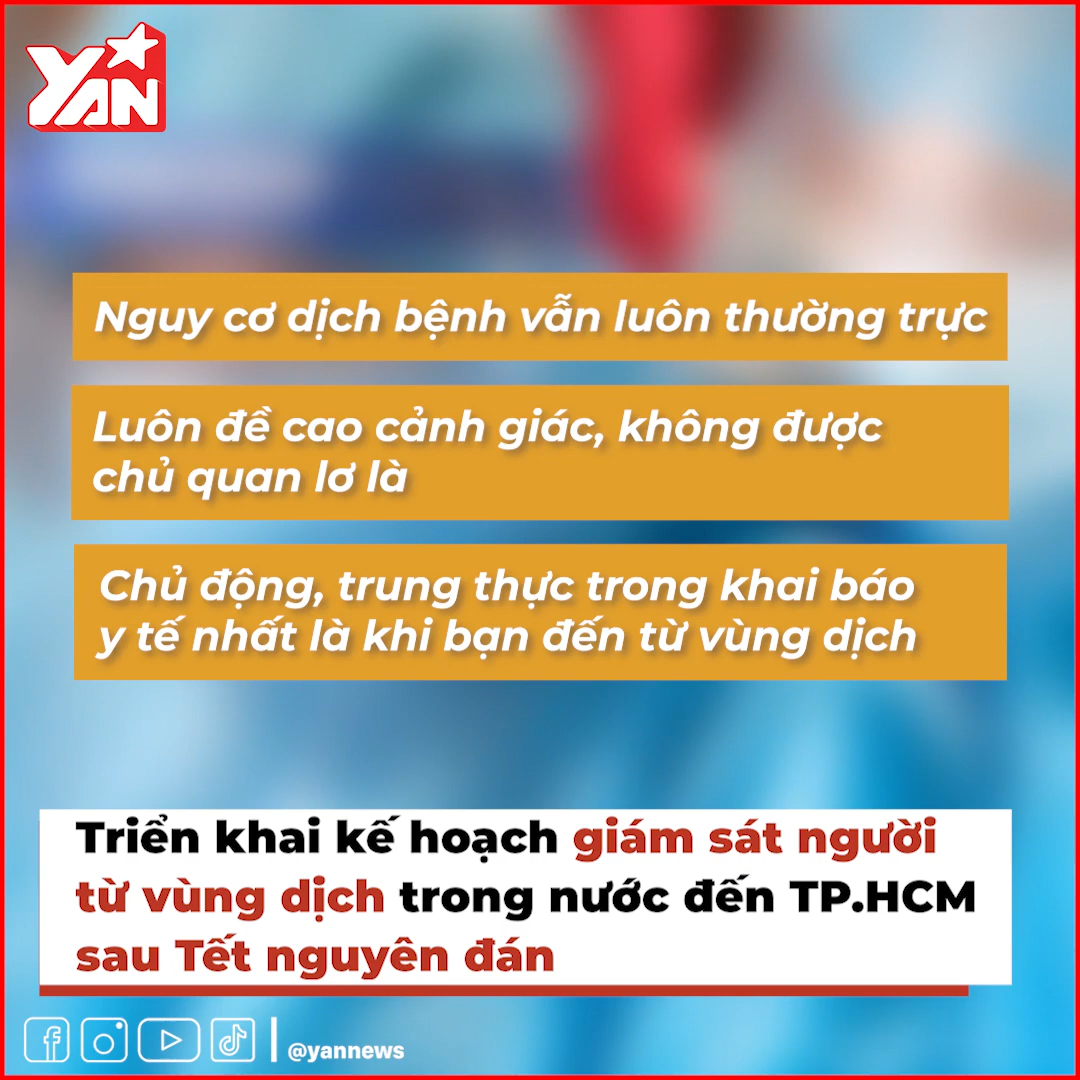 YAN
Nguy cơ dịch bệnh vẫn luôn thường trực
Luôn đề cao cảnh giác, không được
chủ quan lơ là
Chủ động, trung thực trong khai báo
y tế nhất là khi bạn đến từ vùng dịch
Triển khai kế hoạch giám sát người
từ vùng dịch trong nước đến TP.HCM
sau Tết nguyên đán
@yannews